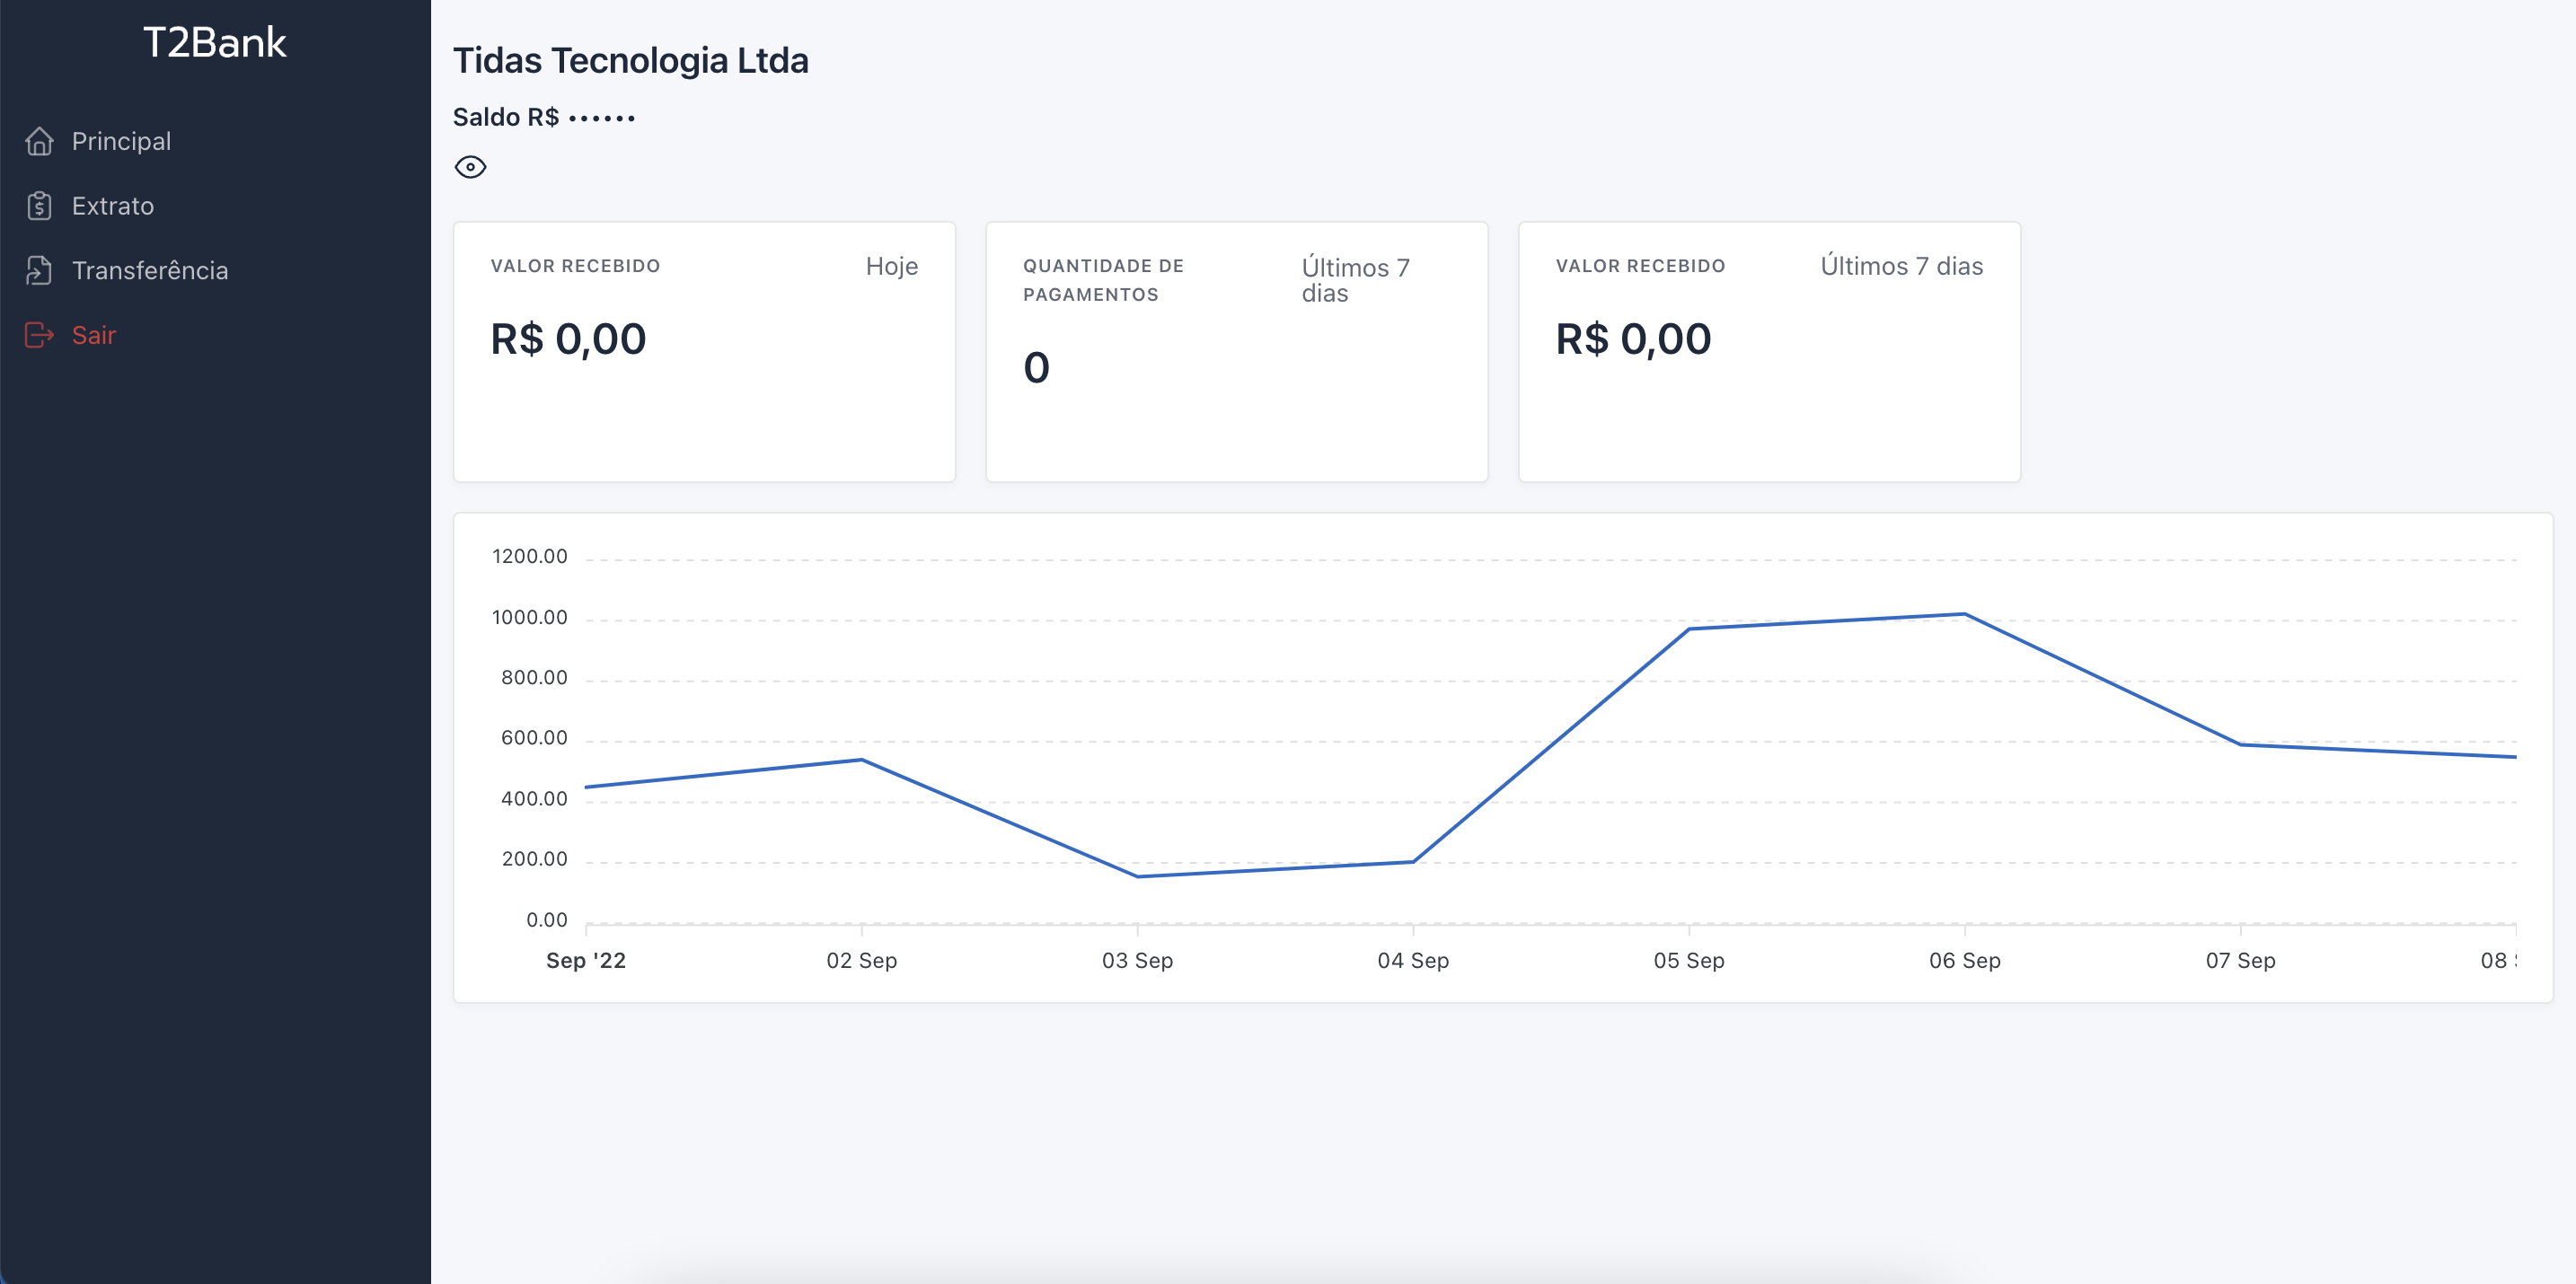 T2Bank
Principal
Extrato
Transferência
Sair
Tidas Tecnologia Ltda
Saldo R$ ••••••
VALOR RECEBIDO
Hoje
R$ 0,00
QUANTIDADE DE
PAGAMENTOS
Últimos 7
dias
0
VALOR RECEBIDO
Últimos 7 dias
R$ 0,00
1200.00
1000.00
800.00
600.00
400.00
200.00
0.00
Sep '22
02 Sep
03 Sep
04 Sep
05 Sep
06 Sep
07 Sep
08